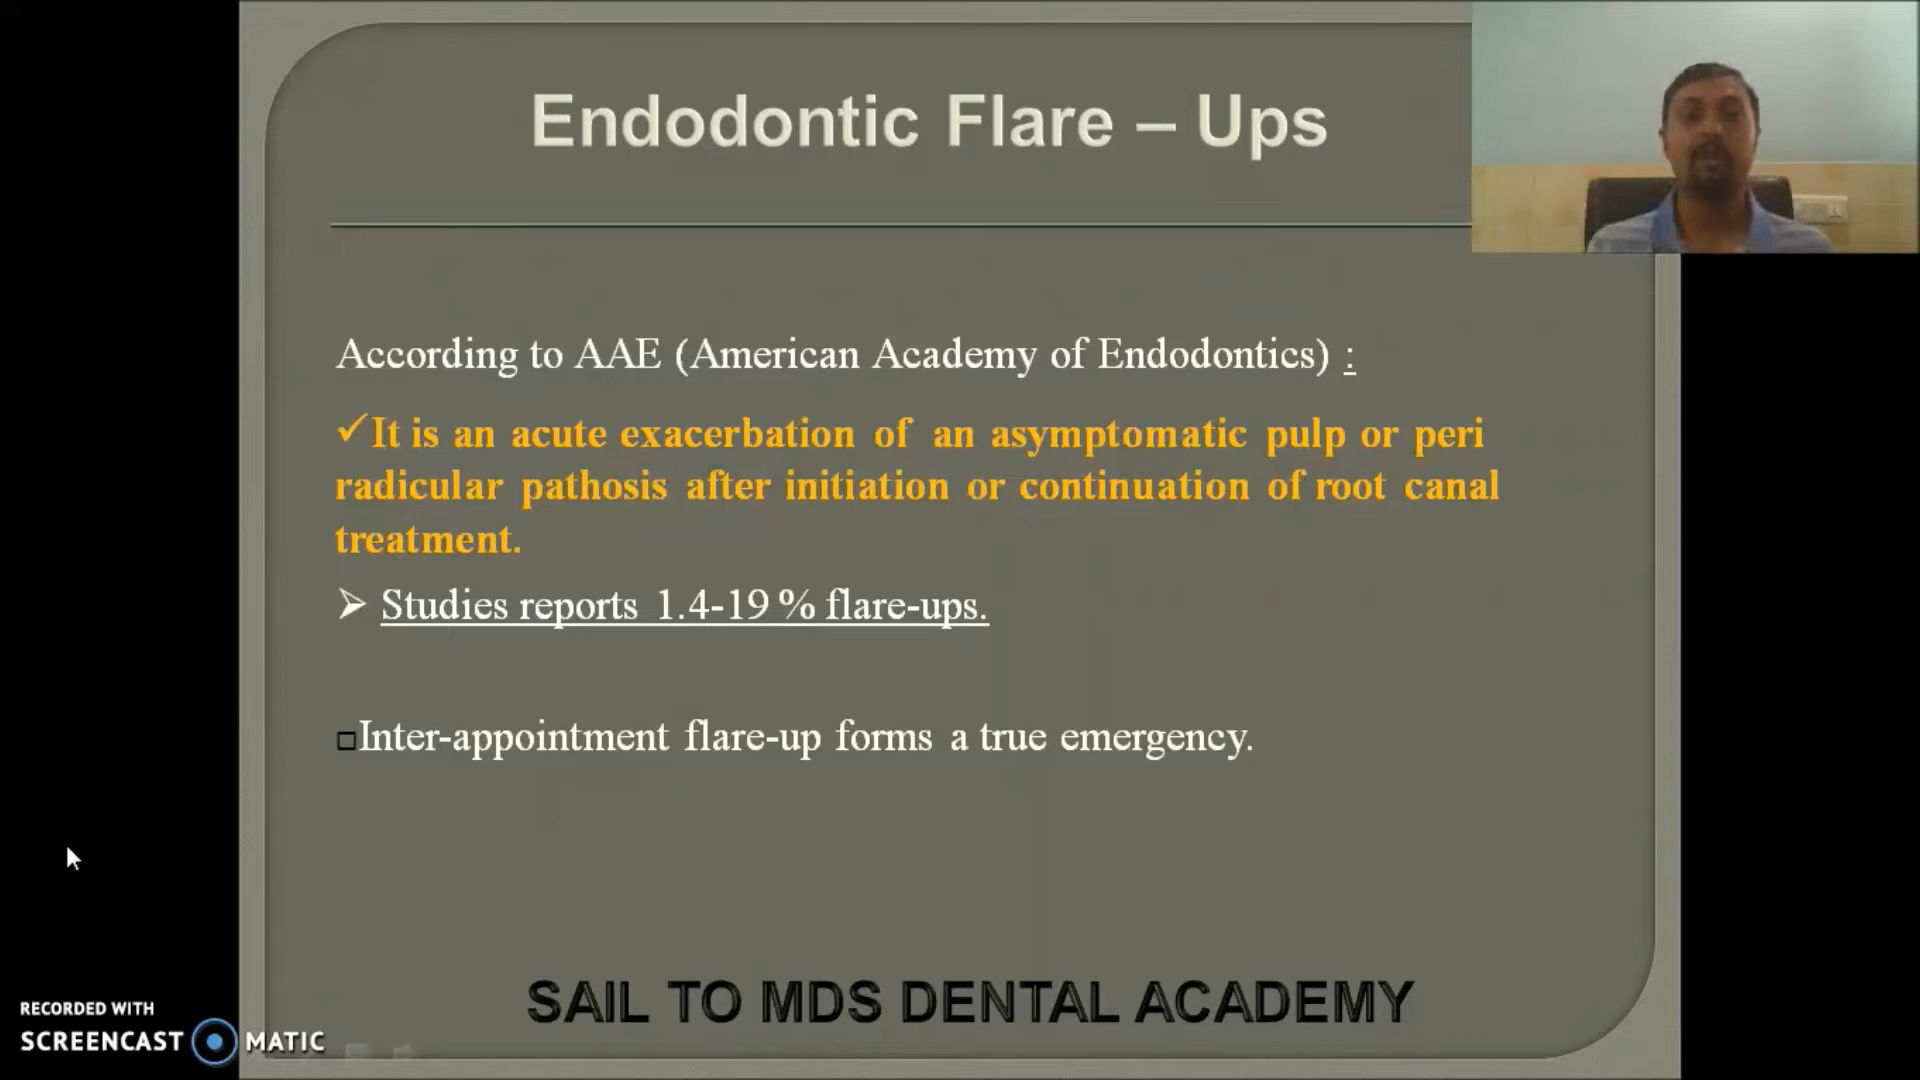 Endodontic Flare – Ups
According to AAE (American Academy of Endodontics) :
✓It is an acute exacerbation of an asymptomatic pulp or peri
radicular pathosis after initiation or continuation of root canal
treatment.
➢ Studies reports 1.4-19 % flare-ups.
□Inter-appointment flare-up forms a true emergency.
SAIL TO MDS DENTAL ACADEMY
RECORDED WITH
SCREENCAST MATIC